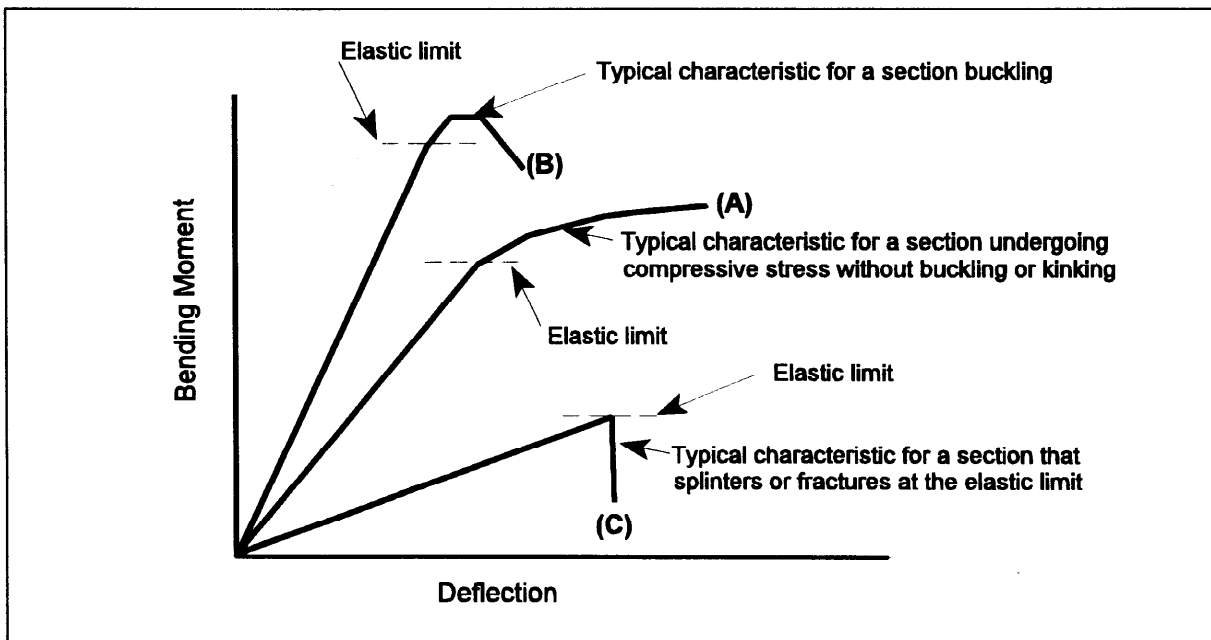 Elastic limit
Typical characteristic for a section buckling
(B)
(A)
Typical characteristic for a section undergoing
compressive stress without buckling or kinking
Elastic limit
Bending Moment
Elastic limit
Typical characteristic for a section that
splinters or fractures at the elastic limit
(C)
Deflection